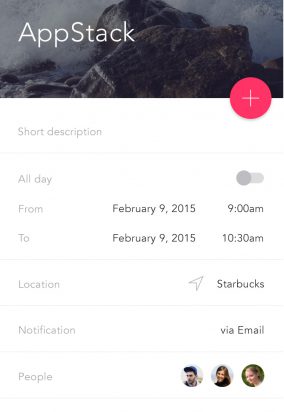 AppStack
Short description
All day
From February 9, 2015 9:00am
To February 9, 2015 10:30am
Location Starbucks
Notification via Email
People